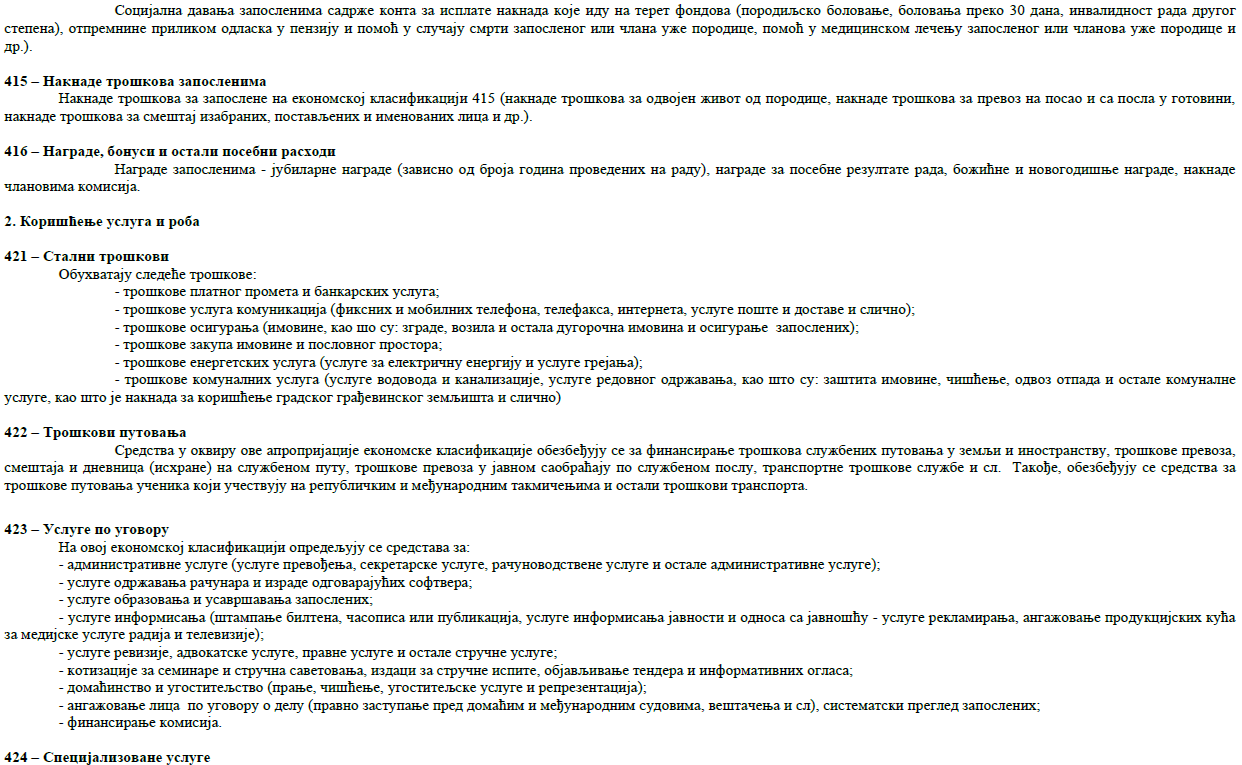 Социјална давања запосленима садрже конта за исплате накнада које иду на терет фондова (породиљско боловање, боловања преко 30 дана, инвалидност рада другог
степена), отпремнине приликом одласка у пензију и помоћ у случају смрти запосленог или члана уже породице, помоћ у медицинском лечењу запосленог или чланова уже породице и
др.).
415 – Накнаде трошкова запосленима
Накнаде трошкова за запослене на економској класификацији 415 (накнаде трошкова за одвојен живот од породице, накнаде трошкова за превоз на посао и са посла у готовини,
накнаде трошкова за смештај изабраних, постављених и именованих лица и др.).
416 – Награде, бонуси и остали посебни расходи
Награде запосленима - јубиларне награде (зависно од броја година проведених на раду), награде за посебне резултате рада, божићне и новогодишње награде, накнаде
члановима комисија.
2. Коришћење услуга и роба
421 – Стални трошкови
Обухватају следеће трошкове:
- трошкове платног промета и банкарских услуга;
- трошкове услуга комуникација (фиксних и мобилних телефона, телефакса, интернета, услуге поште и доставе и слично);
- трошкове осигурања (имовине, као шо су: зграде, возила и остала дугорочна имовина и осигурање запослених);
- трошкове закупа имовине и пословног простора;
- трошкове енергетских услуга (услуге за електричну енергију и услуге грејања);
- трошкове комуналних услуга (услуге водовода и канализације, услуге редовног одржавања, као што су: заштита имовине, чишћење, одвоз отпада и остале комуналне
услуге, као што је накнада за коришћење градског грађевинског земљишта и слично)
422 – Трошкови путовања
Средства у оквиру ове апропријације економске класификације обезбеђују се за финансирање трошкова службених путовања у земљи и иностранству, трошкове превоза,
смештаја и дневница (исхране) на службеном путу, трошкове превоза у јавном саобраћају по службеном послу, транспортне трошкове службе и сл. Такође, обезбеђују се средства за
трошкове путовања ученика који учествују на републичким и међународним такмичењима и остали трошкови транспорта.
423 – Услуге по уговору
На овој економској класификацији опредељују се средстава за:
- административне услуге (услуге превођења, секретарске услуге, рачуноводствене услуге и остале административне услуге);
- услуге одржавања рачунара и израде одговарајућих софтвера;
- услуге образовања и усавршавања запослених;
- услуге информисања (штампање билтена, часописа или публикација, услуге информисања јавности и односа са јавношћу - услуге рекламирања, ангажовање продукцијских кућа
за медијске услуге радија и телевизије);
- услуге ревизије, адвокатске услуге, правне услуге и остале стручне услуге;
- котизације за семинаре и стручна саветовања, издаци за стручне испите, објављивање тендера и информативних огласа;
- домаћинство и угоститељство (прање, чишћење, угоститељске услуге и репрезентација);
- ангажовање лица по уговору о делу (правно заступање пред домаћим и међународним судовима, вештачења и сл), систематски преглед запослених;
- финансирање комисија.
424 – Специјализоване услуге